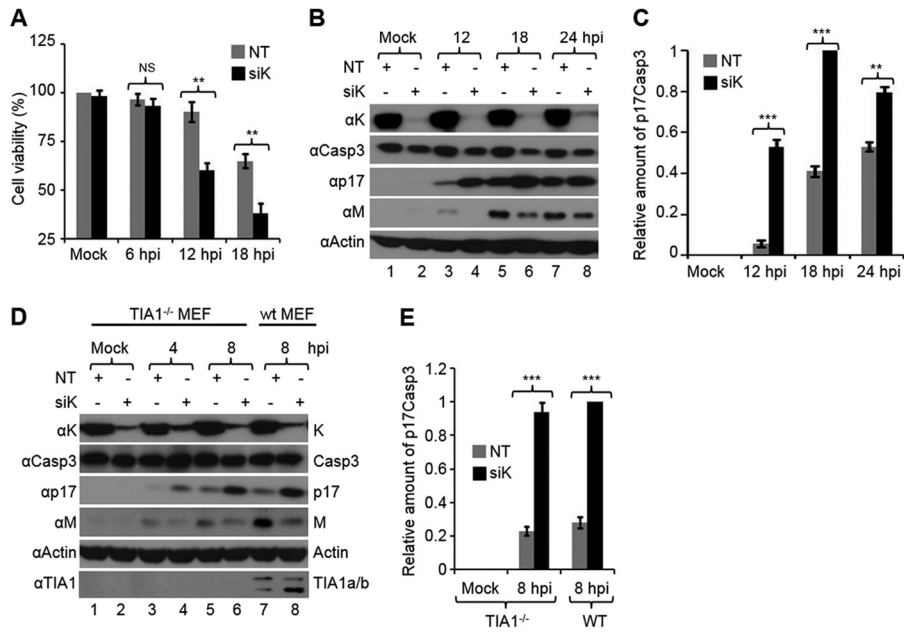 A
Cell viability (%)
125
100
75
50
25
NT
siK
NS
**
**
Mock 6 hpi 12 hpi 18 hpi
B
Mock 12 18 24 hpi
NT + - + - + - + -
siK - + - + - + - +
αK
αCasp3
αp17
αM
αActin
1 2 3 4 5 6 7 8
C
Relative amount of p17Casp3
1
0.8
0.6
0.4
0.2
0
NT
siK
***
***
**
Mock 12 hpi 18 hpi 24 hpi
D
TIA1-/- MEF wt MEF
Mock 4 8 8 hpi
NT + - + - + - + -
siK - + - + - + - +
αK K
αCasp3 Casp3
αp17 p17
αM M
αActin Actin
αTIA1 TIA1a/b
1 2 3 4 5 6 7 8
E
Relative amount of p17Casp3
1.2
1
0.8
0.6
0.4
0.2
0
NT
siK
***
***
Mock 8 hpi 8 hpi
TIA1-/- WT